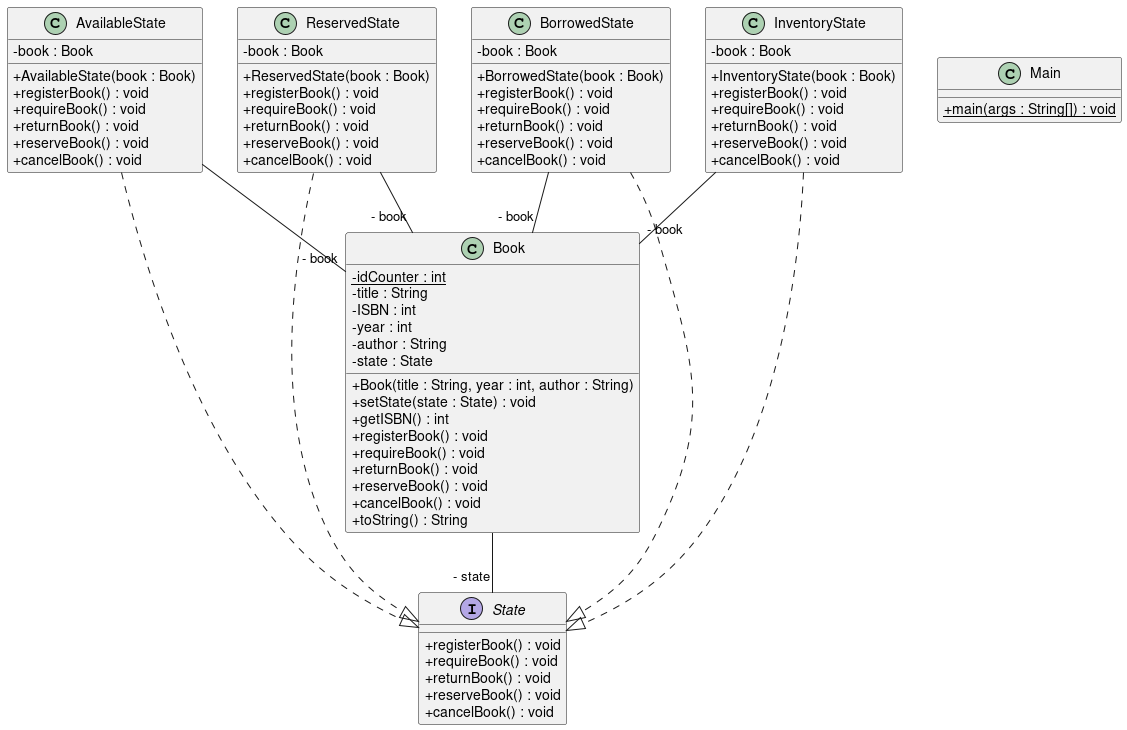 C AvailableState
-book : Book
+AvailableState(book : Book)
+registerBook() : void
+requireBook() : void
+returnBook() : void
+reserveBook() : void
+cancelBook() : void
C ReservedState
-book : Book
+ReservedState(book : Book)
+registerBook() : void
+requireBook() : void
+returnBook() : void
+reserveBook() : void
+cancelBook() : void
C BorrowedState
-book : Book
+BorrowedState(book : Book)
+registerBook() : void
+requireBook() : void
+returnBook() : void
+reserveBook() : void
+cancelBook() : void
C InventoryState
-book : Book
+InventoryState(book : Book)
+registerBook() : void
+requireBook() : void
+returnBook() : void
+reserveBook() : void
+cancelBook() : void
C Main
+main(args : String[]) : void
- book
- book
- book
- book
C Book
-idCounter : int
-title : String
-ISBN : int
-year : int
-author : String
-state : State
+Book(title : String, year : int, author : String)
+setState(state : State) : void
+getISBN() : int
+registerBook() : void
+requireBook() : void
+returnBook() : void
+reserveBook() : void
+cancelBook() : void
+toString() : String
- state
I State
+registerBook() : void
+requireBook() : void
+returnBook() : void
+reserveBook() : void
+cancelBook() : void